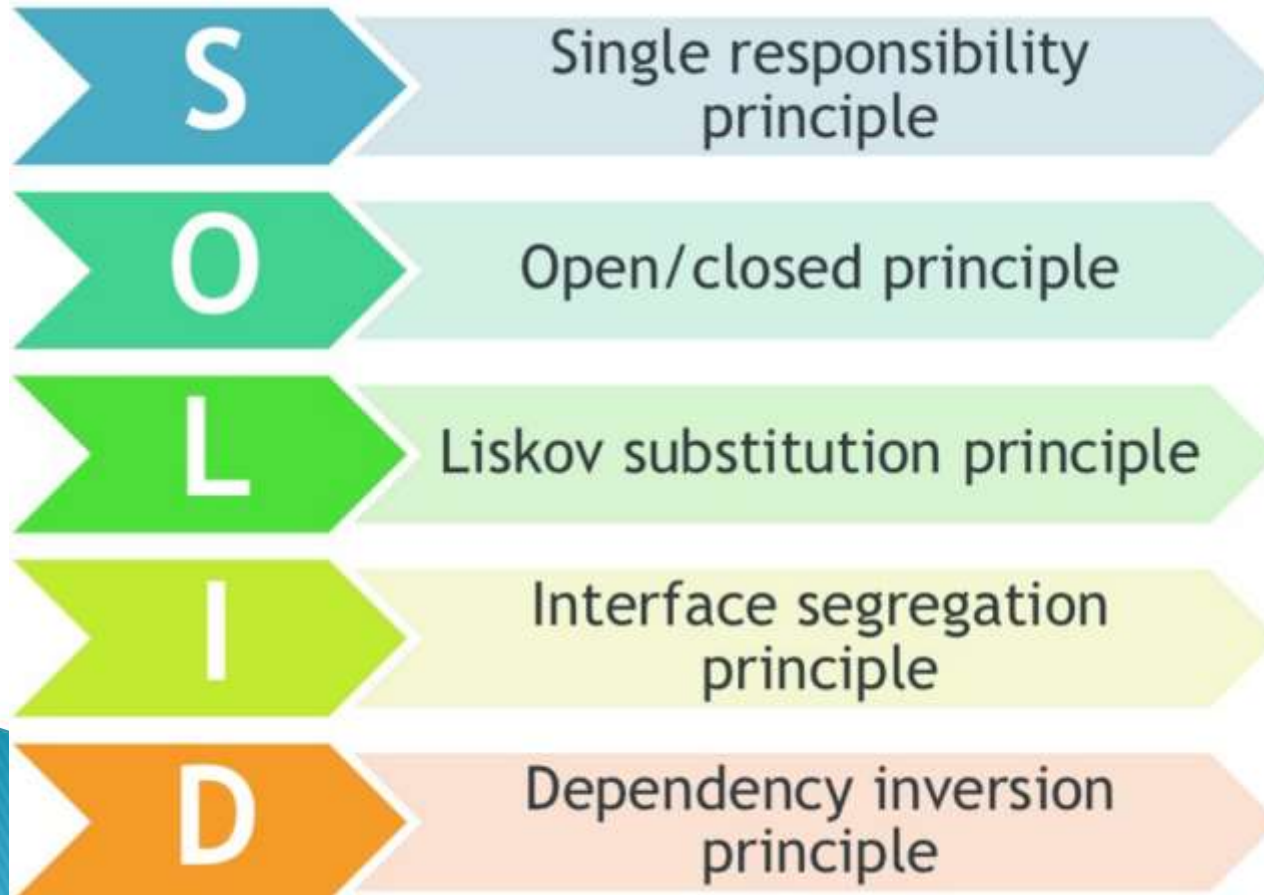 S
Single responsibility
principle
O
Open/closed principle
L
Liskov substitution principle
I
Interface segregation
principle
D
Dependency inversion
principle